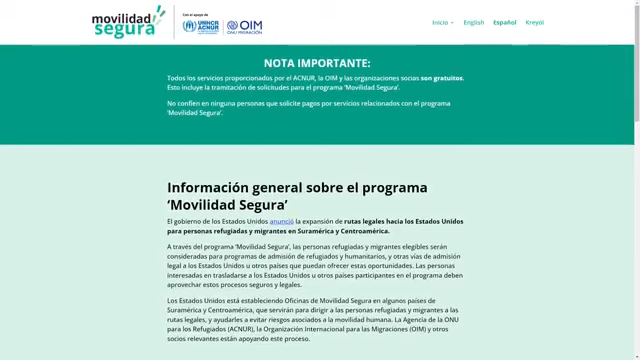 movilidad segura
Con el apoyo de
UNHCR ACNUR
OIM
ONU MIGRACIÓN
Inicio
English
Español
Kreyol
NOTA IMPORTANTE:
Todos los servicios proporcionados por el ACNUR, la OIM y las organizaciones socias son gratuitos.
Esto incluye la tramitación de solicitudes para el programa ‘Movilidad Segura’.
No confíen en ninguna personas que solicite pagos por servicios relacionados con el programa
‘Movilidad Segura’.
Información general sobre el programa
‘Movilidad Segura’
El gobierno de los Estados Unidos anunció la expansión de rutas legales hacia los Estados Unidos
para personas refugiadas y migrantes en Suramérica y Centroamérica.
A través del programa ‘Movilidad Segura’, las personas refugiadas y migrantes elegibles serán
consideradas para programas de admisión de refugiados y humanitarios, y otras vías de admisión
legal a los Estados Unidos u otros países que puedan ofrecer estas oportunidades. Las personas
interesadas en trasladarse a los Estados Unidos u otros países participantes en el programa deben
aprovechar estos procesos seguros y legales.
Los Estados Unidos está estableciendo Oficinas de Movilidad Segura en algunos países de
Suramérica y Centroamérica, que servirán para dirigir a las personas refugiadas y migrantes a las
rutas legales, y ayudarles a evitar riesgos asociados a la movilidad humana. La Agencia de la ONU
para los Refugiados (ACNUR), la Organización Internacional para las Migraciones (OIM) y otros
socios relevantes están apoyando este proceso.